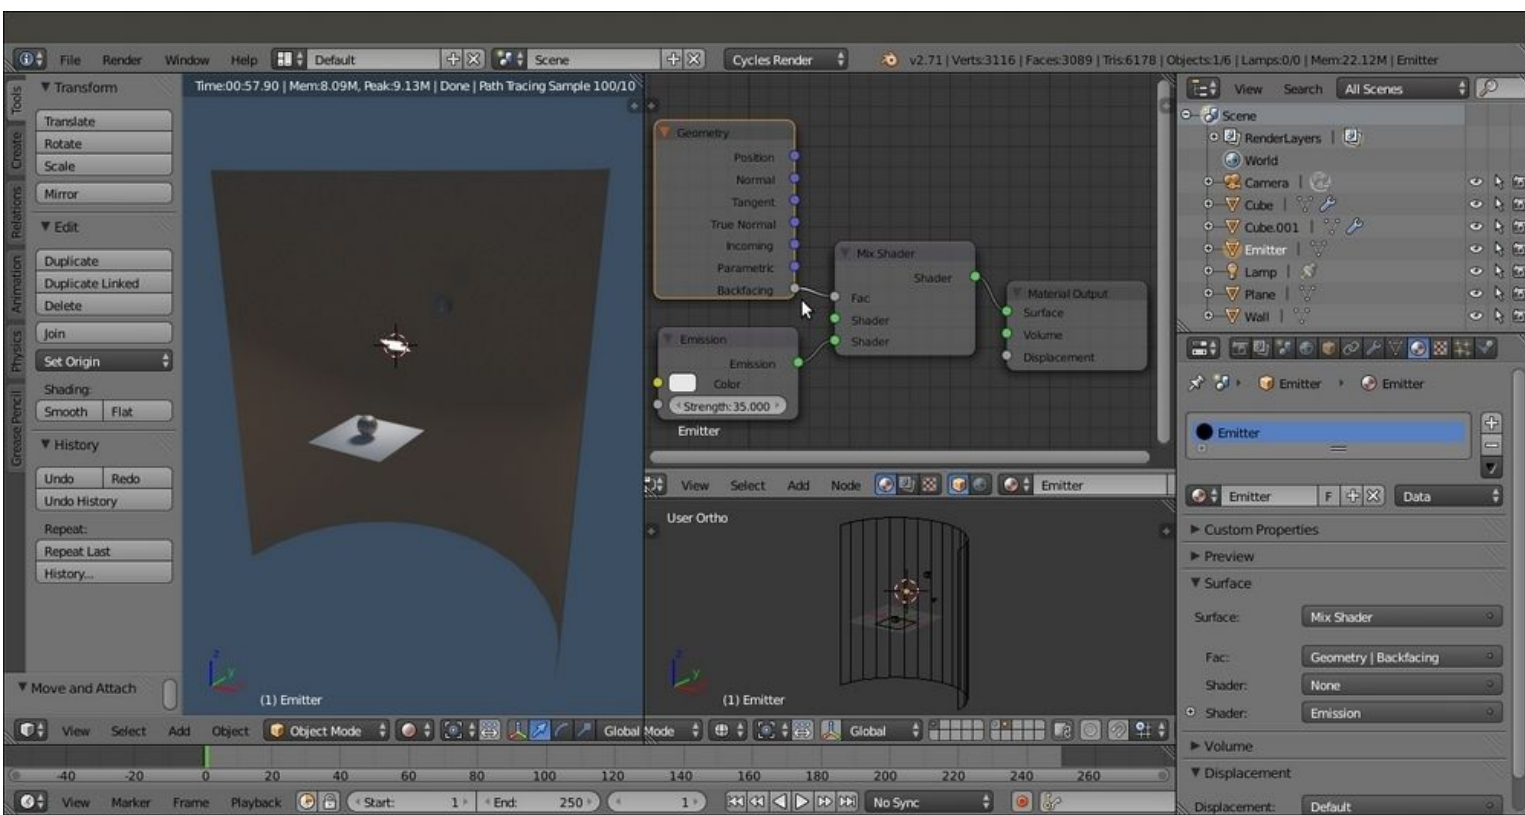 File Render Window Help Default Scene Cycles Render v2.71 | Verts:3116 | Faces:3089 | Tris:6178 | Objects:1/6 | Lamps:0/0 | Mem:22.12M | Emitter
Tools
Create
Relations
Animation
Physics
Grease Pencil
Transform
Translate
Rotate
Scale
Mirror
Edit
Duplicate
Duplicate Linked
Delete
Join
Set Origin
Shading:
Smooth Flat
History
Undo Redo
Undo History
Repeat:
Repeat Last
History...
Move and Attach
Time:00:57.90 | Mem:8.09M, Peak:9.13M | Done | Path Tracing Sample 100/10
z
y
(1) Emitter
View Select Add Object Object Mode Global
Geometry
Position
Normal
Tangent
True Normal
Incoming
Parametric
Backfacing
Emission
Emission
Color
Strength: 35.000
Emitter
Mix Shader
Shader
Fac
Shader
Shader
Material Output
Surface
Volume
Displacement
View Select Add Node Emitter
User Ortho
z
y
(1) Emitter
Mode Global
View Search All Scenes
Scene
RenderLayers |
World
Camera |
Cube |
Cube.001 |
Emitter |
Lamp |
Plane |
Wall |
Emitter Emitter
Emitter
Emitter F Data
Custom Properties
Preview
Surface
Surface: Mix Shader
Fac: Geometry | Backfacing
Shader: None
Shader: Emission
Volume
Displacement
Displacement: Default
-40 -20 0 20 40 60 80 100 120 140 160 180 200 220 240 260
View Marker Frame Playback Start: 1 End: 250 1 No Sync